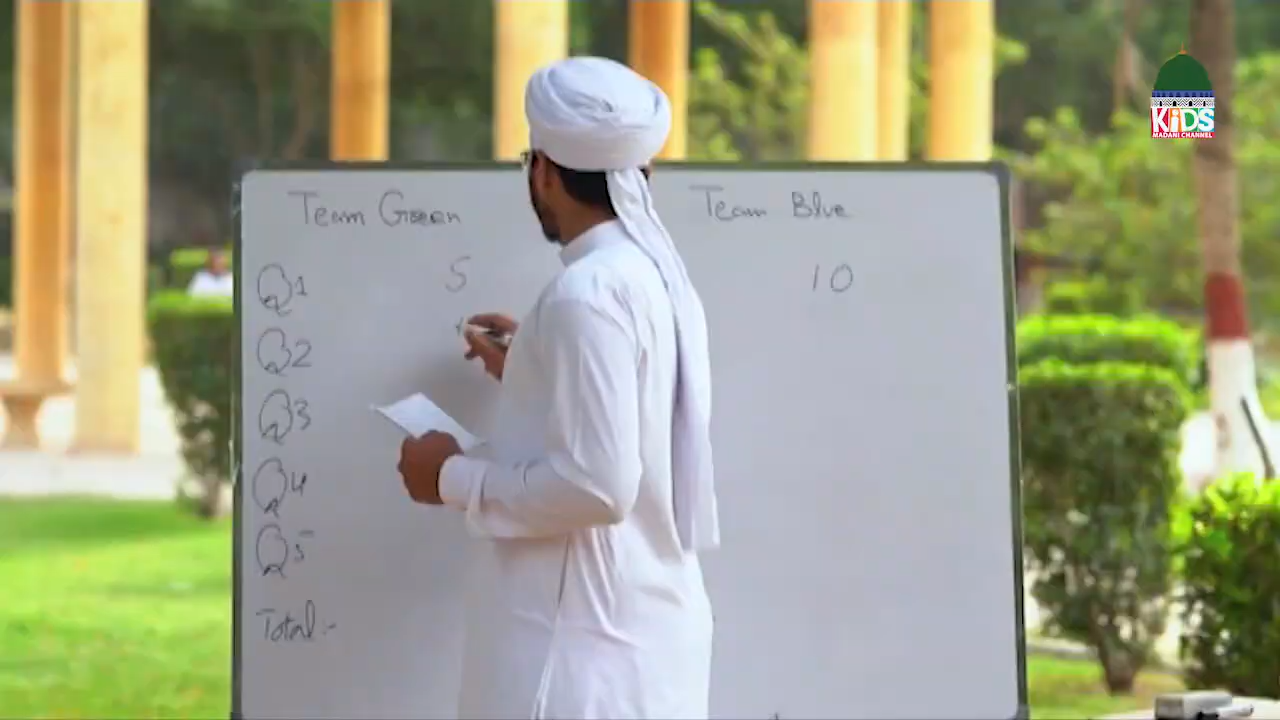 KiDS
MADANI CHANNEL
Team Green Team Blue
Q1 5 10
Q2
Q3
Q4
Q5
Total :-